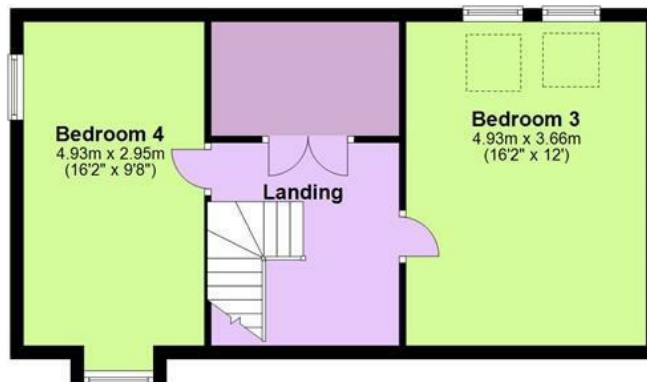 Bedroom 4
4.93m x 2.95m
(16'2" x 9'8")
Landing
Bedroom 3
4.93m x 3.66m
(16'2" x 12')